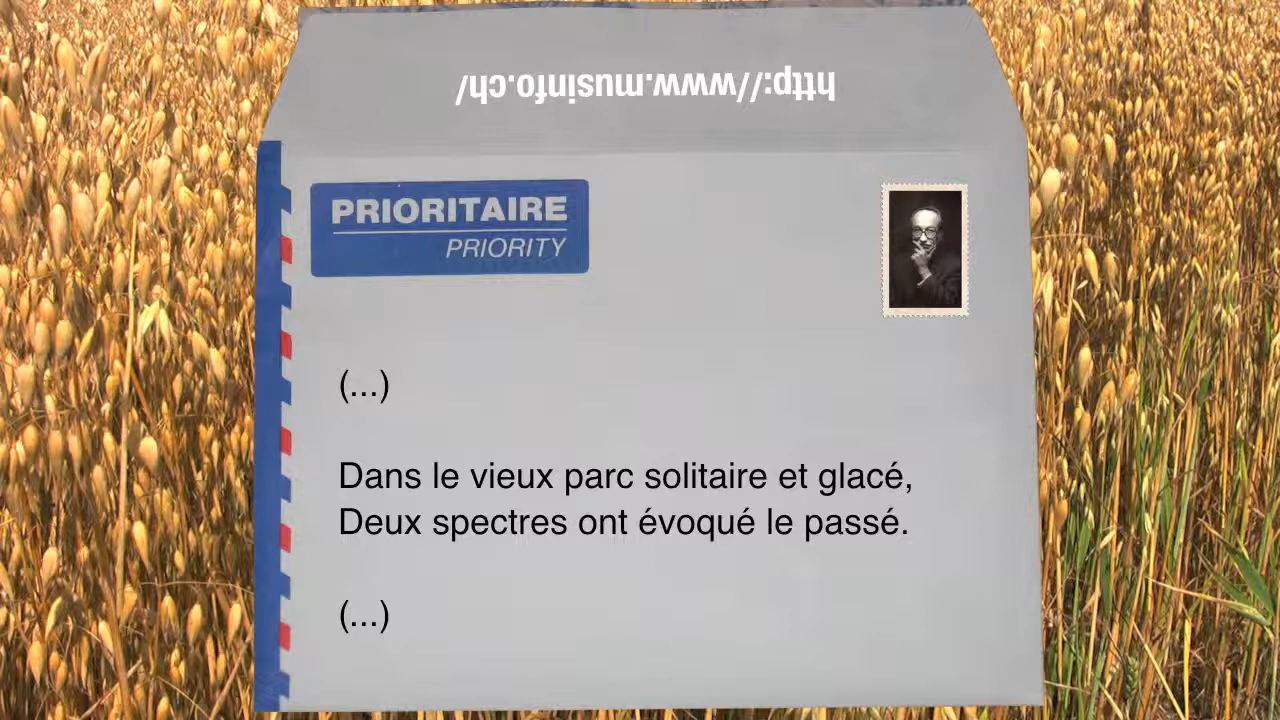 http://www.musinfo.ch/
PRIORITAIRE
PRIORITY
(...)
Dans le vieux parc solitaire et glacé,
Deux spectres ont évoqué le passé.
(...)